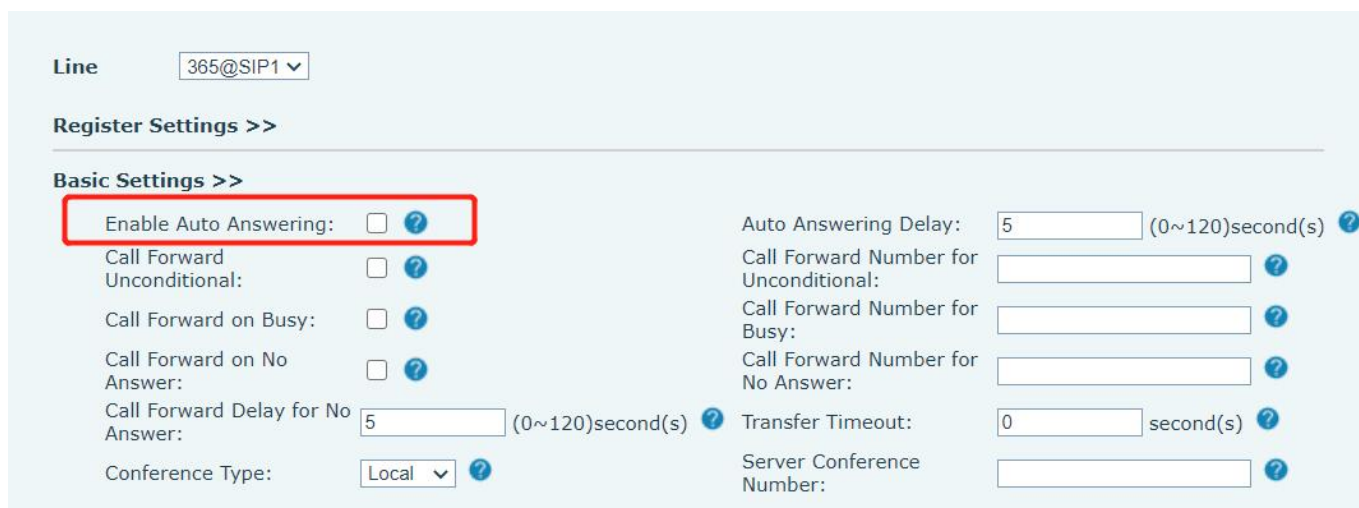 Line 365@SIP1
Register Settings >>
Basic Settings >>
Enable Auto Answering: ? Auto Answering Delay: 5 (0~120)second(s) ?
Call Forward
Unconditional: ? Call Forward Number for
Unconditional: ?
Call Forward on Busy: ? Call Forward Number for
Busy: ?
Call Forward on No
Answer: ? Call Forward Number for
No Answer: ?
Call Forward Delay for No
Answer: 5 (0~120)second(s) ? Transfer Timeout: 0 second(s) ?
Conference Type: Local ? Server Conference
Number: ?